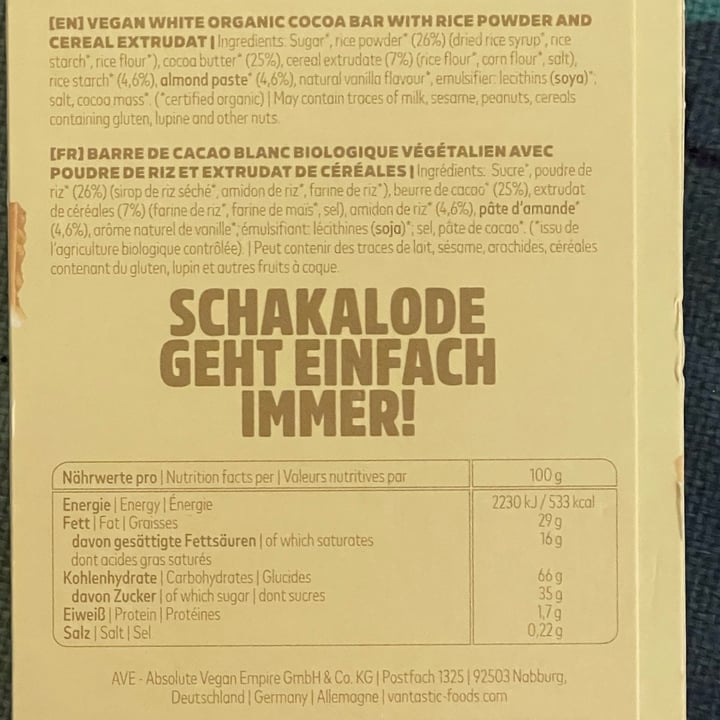 [EN] VEGAN WHITE ORGANIC COCOA BAR WITH RICE POWDER AND
CEREAL EXTRUDAT | Ingredients: Sugar*, rice powder* (26%) (dried rice syrup*, rice
starch*, rice flour*), cocoa butter* (25%), cereal extrudate (7%) (rice flour*, corn flour*, salt),
rice starch* (4,6%), almond paste* (4,6%), natural vanilla flavour*, emulsifier: lecithins (soya)*;
salt, cocoa mass*. (*certified organic) | May contain traces of milk, sesame, peanuts, cereals
containing gluten, lupine and other nuts.
[FR] BARRE DE CACAO BLANC BIOLOGIQUE VÉGÉTALIEN AVEC
POUDRE DE RIZ ET EXTRUDAT DE CÉRÉALES | Ingrédients: Sucre*, poudre de
riz* (26%) (sirop de riz séché*, amidon de riz*, farine de riz*), beurre de cacao* (25%), extrudat
de céréales (7%) (farine de riz*, farine de maïs*, sel), amidon de riz* (4,6%), pâte d'amande*
(4,6%), arôme naturel de vanille*; émulsifiant: lécithines (soja)*; sel, pâte de cacao*. (*issu de
l'agriculture biologique contrôlée). | Peut contenir des traces de lait, sésame, arachides, céréales
contenant du gluten, lupin et autres fruits à coque.
SCHAKALODE
GEHT EINFACH
IMMER!
Nährwerte pro | Nutrition facts per | Valeurs nutritives par 100 g
Energie | Energy | Énergie 2230 kJ / 533 kcal
Fett | Fat | Graisses 29 g
davon gesättigte Fettsäuren | of which saturates 16 g
dont acides gras saturés
Kohlenhydrate | Carbohydrates | Glucides 66 g
davon Zucker | of which sugar | dont sucres 35 g
Eiweiß | Protein | Protéines 1,7 g
Salz | Salt | Sel 0,22 g
AVE - Absolute Vegan Empire GmbH & Co. KG | Postfach 1325 | 92503 Nabburg,
Deutschland | Germany | Allemagne | vantastic-foods.com